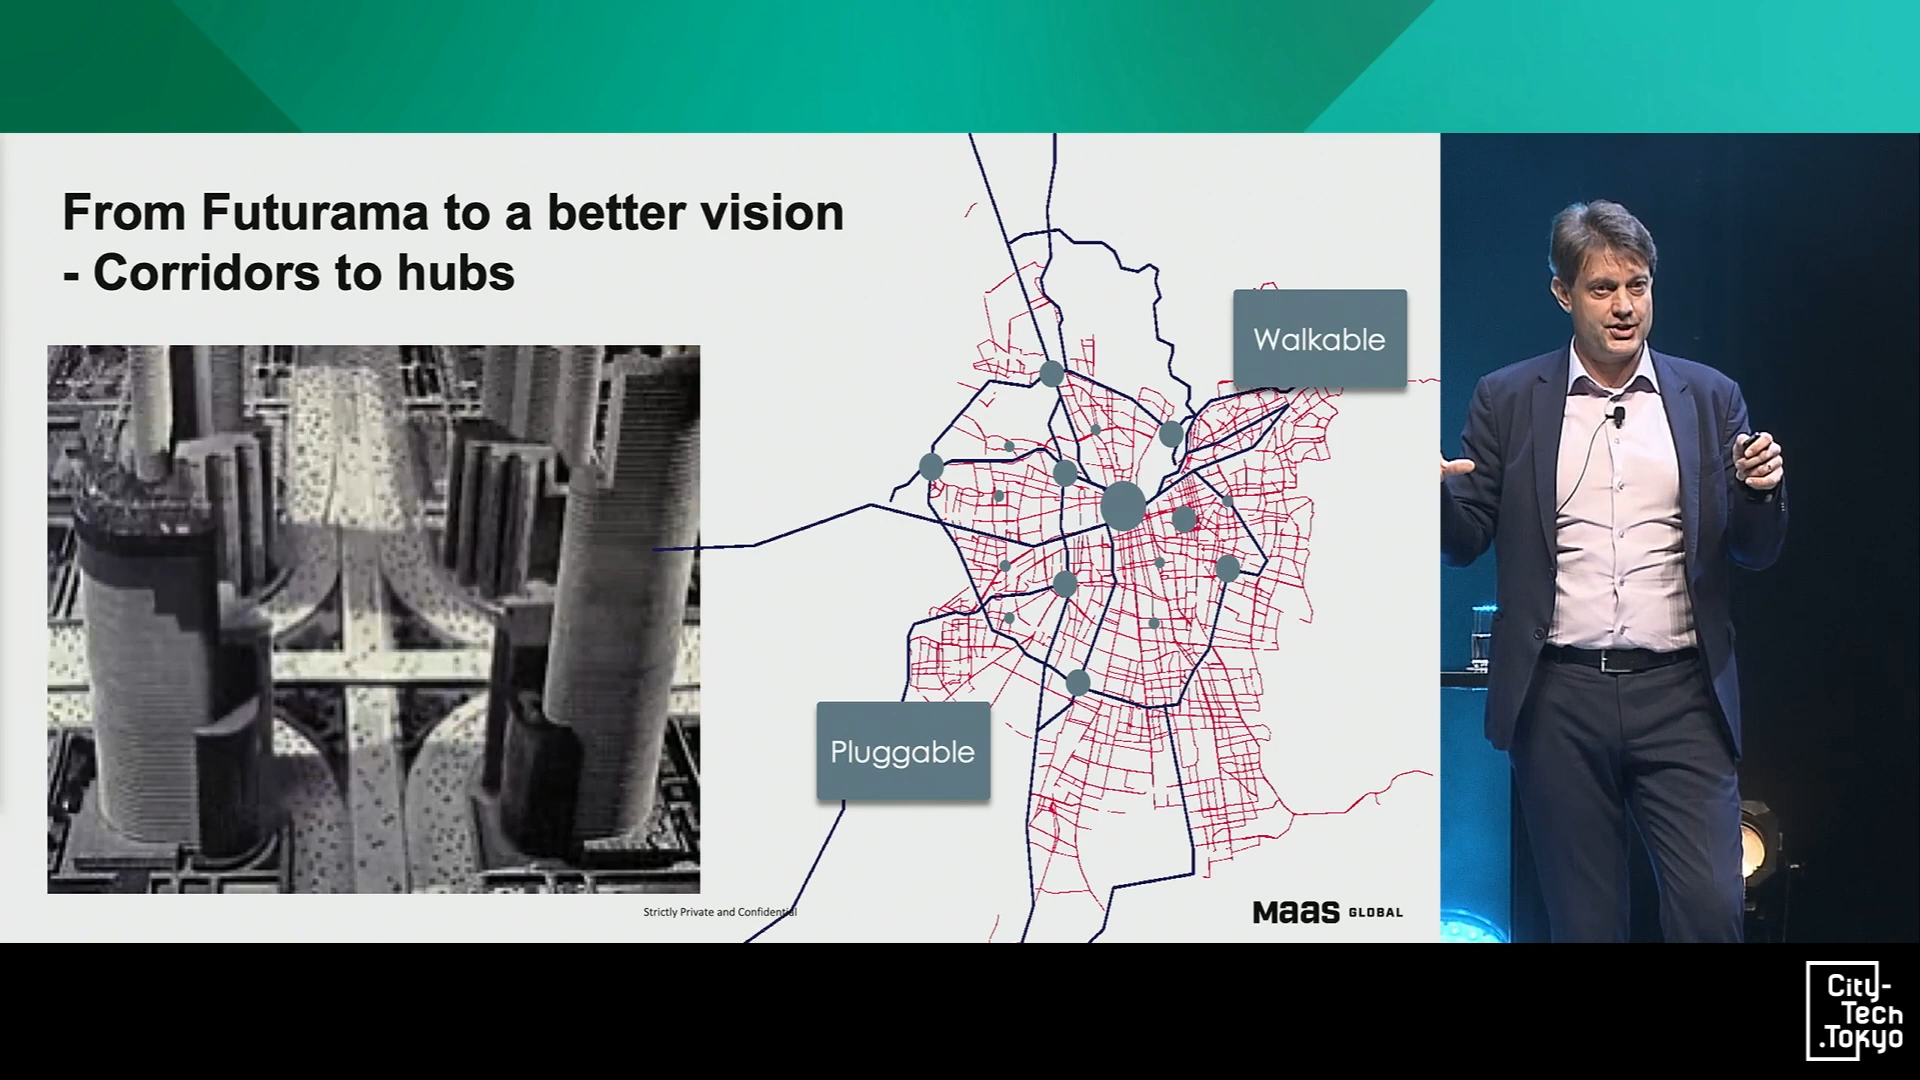 From Futurama to a better vision
- Corridors to hubs
Walkable
Pluggable
Strictly Private and Confidential
MaaS GLOBAL
City-
Tech
.Tokyo